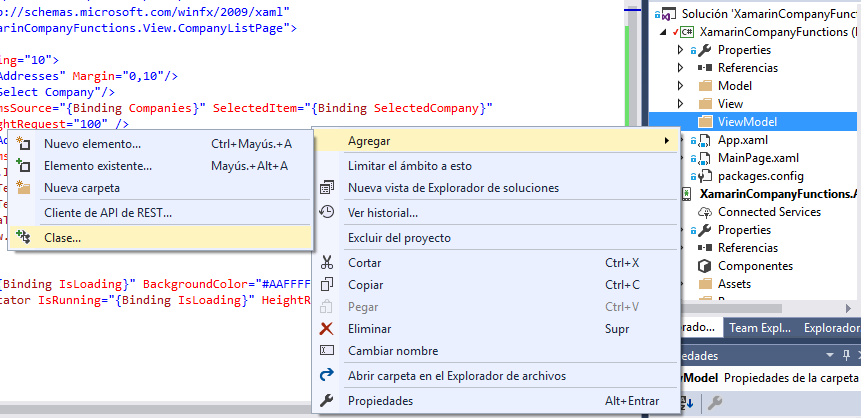 p://schemas.microsoft.com/winfx/2009/xaml"
marinCompanyFunctions.View.CompanyListPage">
ing="10">
Addresses" Margin="0,10"/>
Select Company"/>
msSource="{Binding Companies}" SelectedItem="{Binding SelectedCompany}"
ghtRequest="100" />
[Binding IsLoading}" BackgroundColor="#AAFFFF
tator IsRunning="{Binding IsLoading}" HeightR
Nuevo elemento... Ctrl+Mayús.+A
Elemento existente... Mayús.+Alt+A
Nueva carpeta
Cliente de API de REST...
Clase...
Agregar
Limitar el ámbito a esto
Nueva vista de Explorador de soluciones
Ver historial...
Excluir del proyecto
Cortar Ctrl+X
Copiar Ctrl+C
Pegar Ctrl+V
Eliminar Supr
Cambiar nombre
Abrir carpeta en el Explorador de archivos
Propiedades Alt+Entrar
Solución 'XamarinCompanyFunc
C# XamarinCompanyFunctions (
Properties
Referencias
Model
View
ViewModel
App.xaml
MainPage.xaml
packages.config
XamarinCompanyFunctions.A
Connected Services
Properties
Referencias
Componentes
Assets
orado... Team Expl... Explorador
edades
wModel Propiedades de la carpeta